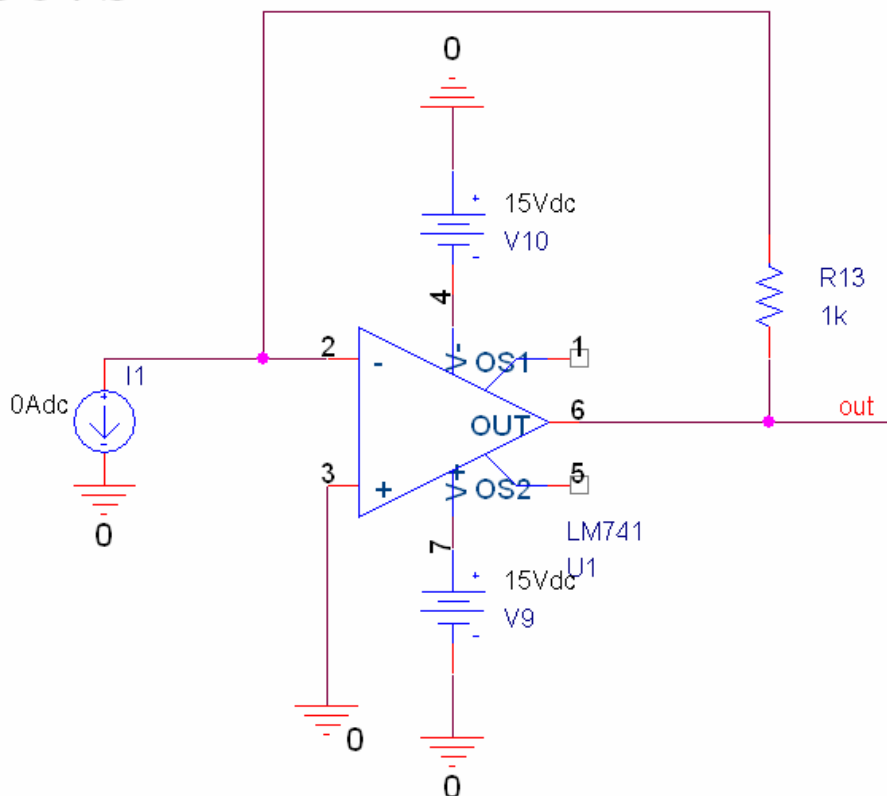 0
15Vdc
V10
4
R13
1k
2
-
V-
OS1
1
I1
0Adc
OUT
6
out
3
+
V+
OS2
5
0
7
LM741
U1
15Vdc
V9
0
0